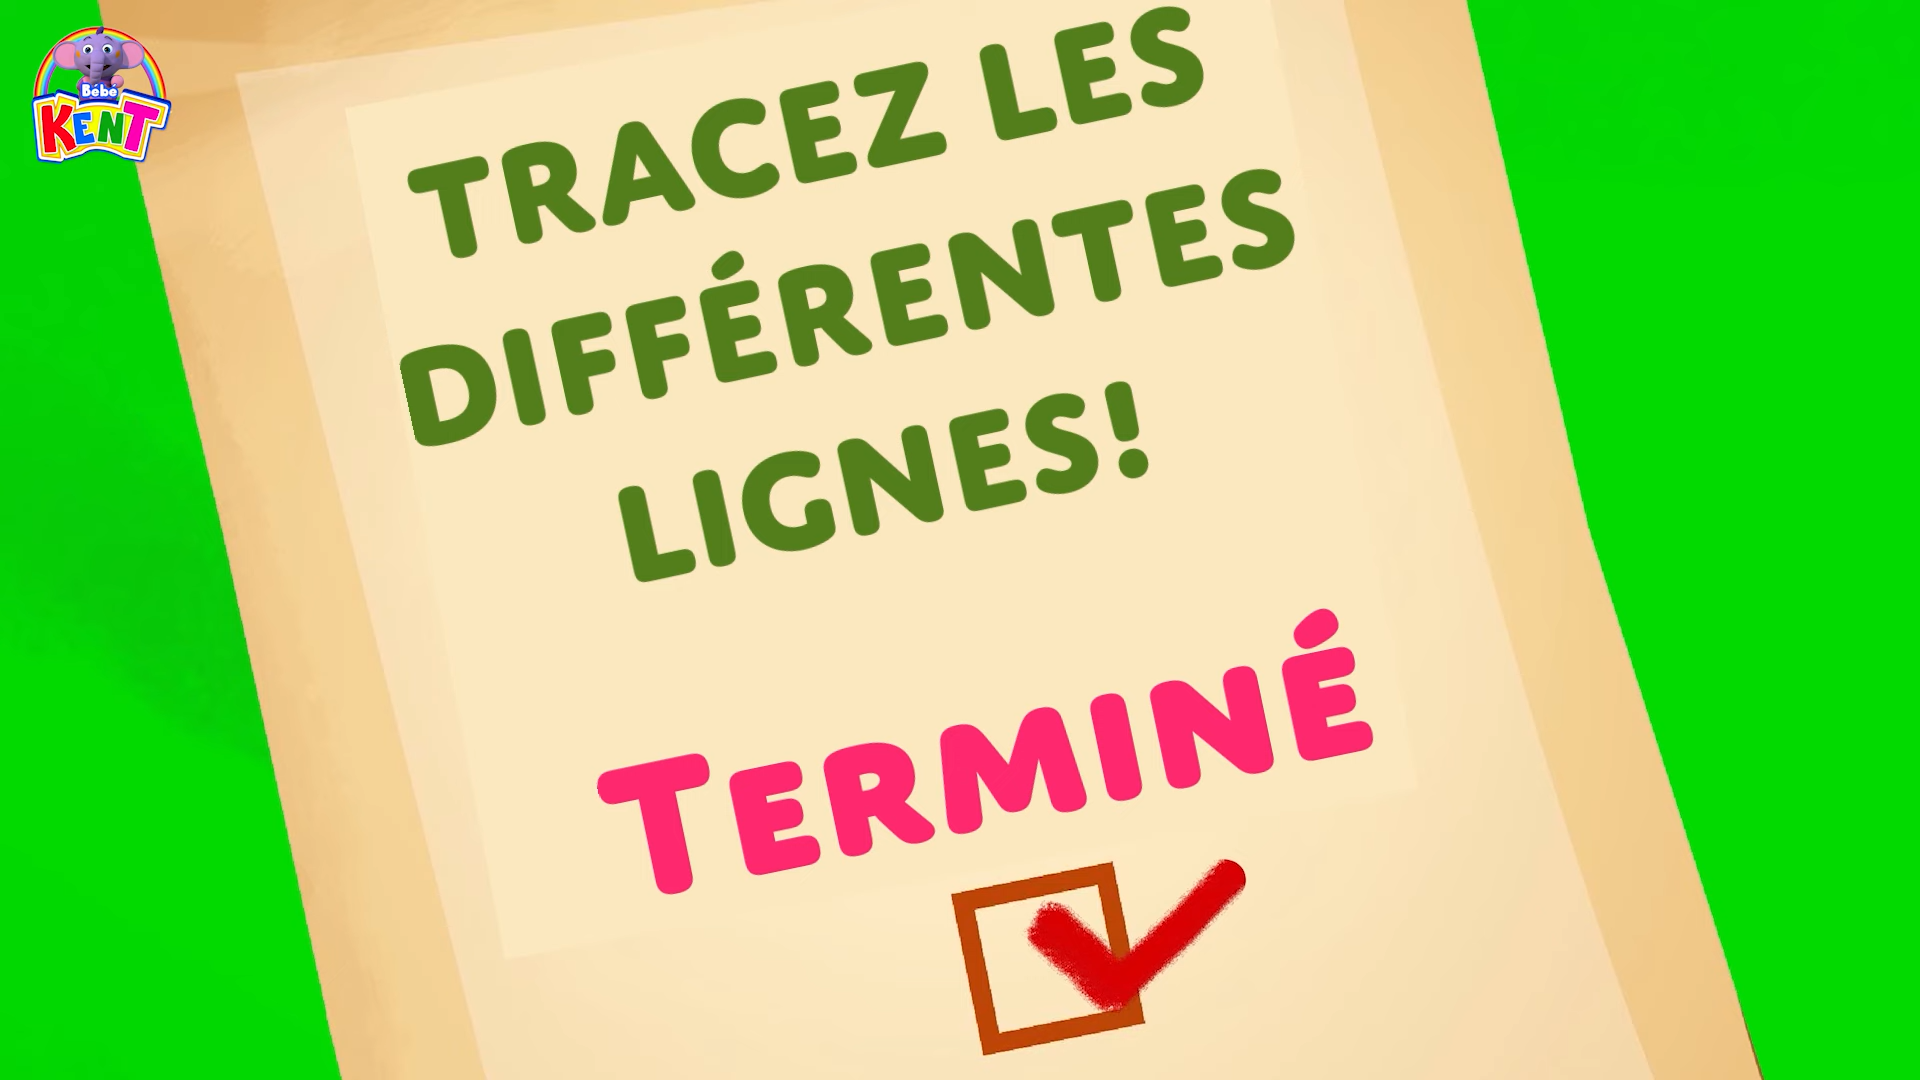 Bébé
KENT
TRACEZ LES
DIFFÉRENTES
LIGNES!
TERMINÉ